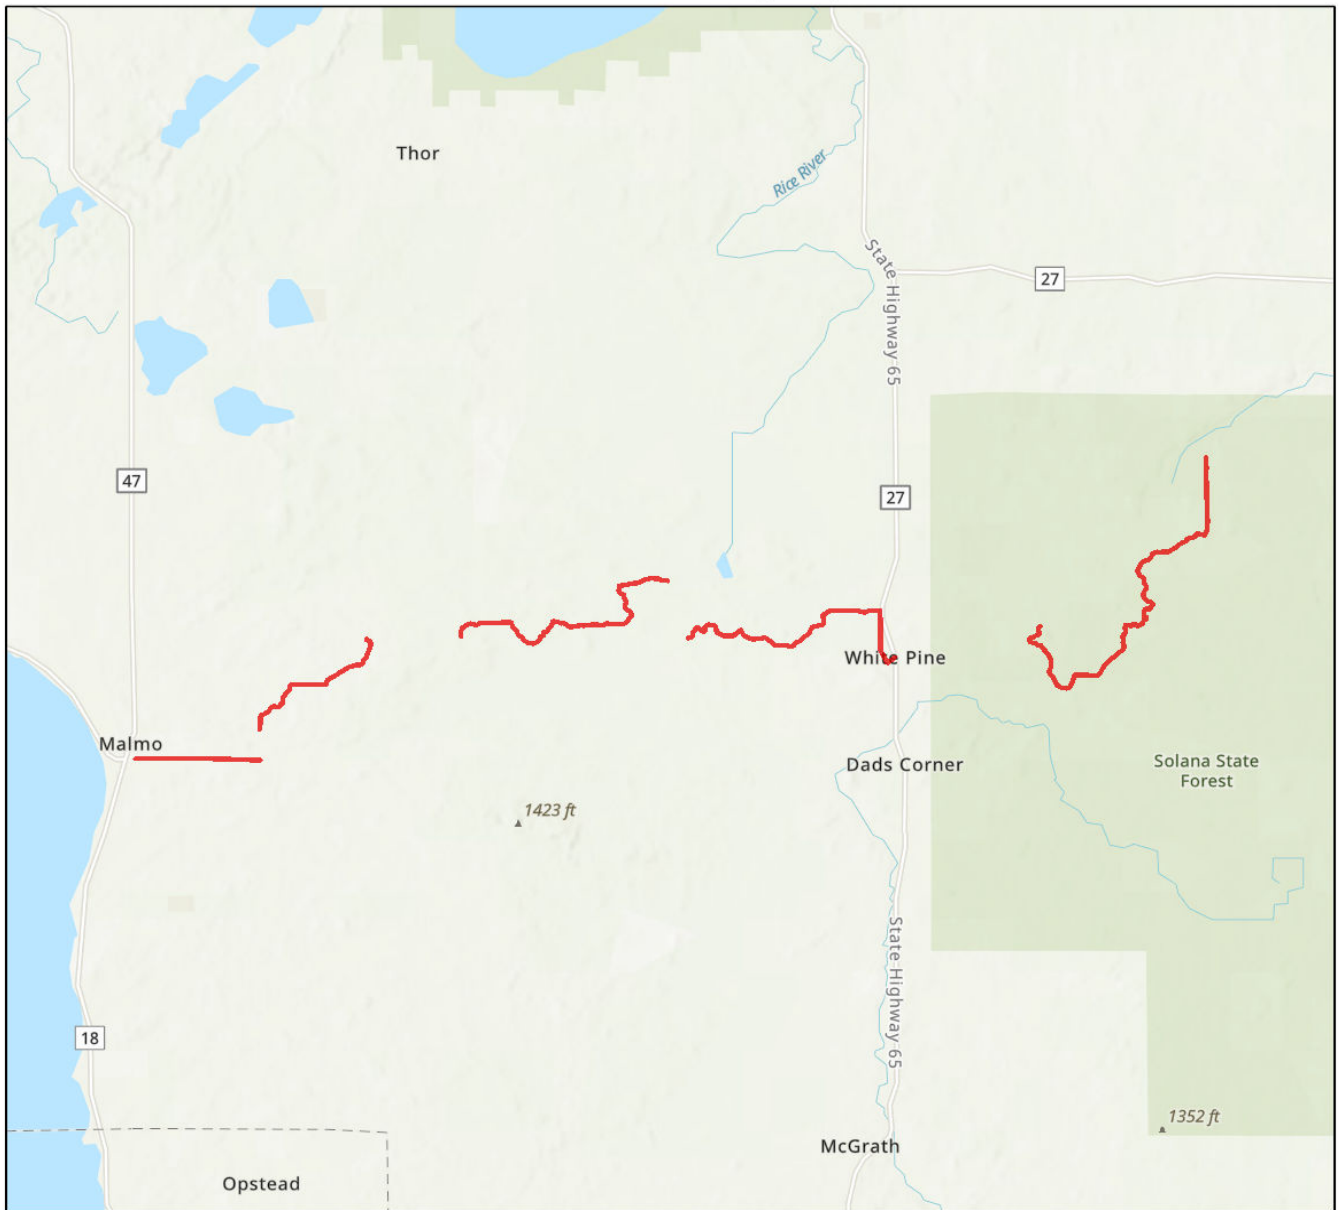 Thor
Rice River
State Highway 65
27
47
27
White Pine
Malmo
Dads Corner
Solana State
Forest
1423 ft
State Highway 65
18
1352 ft
McGrath
Opstead